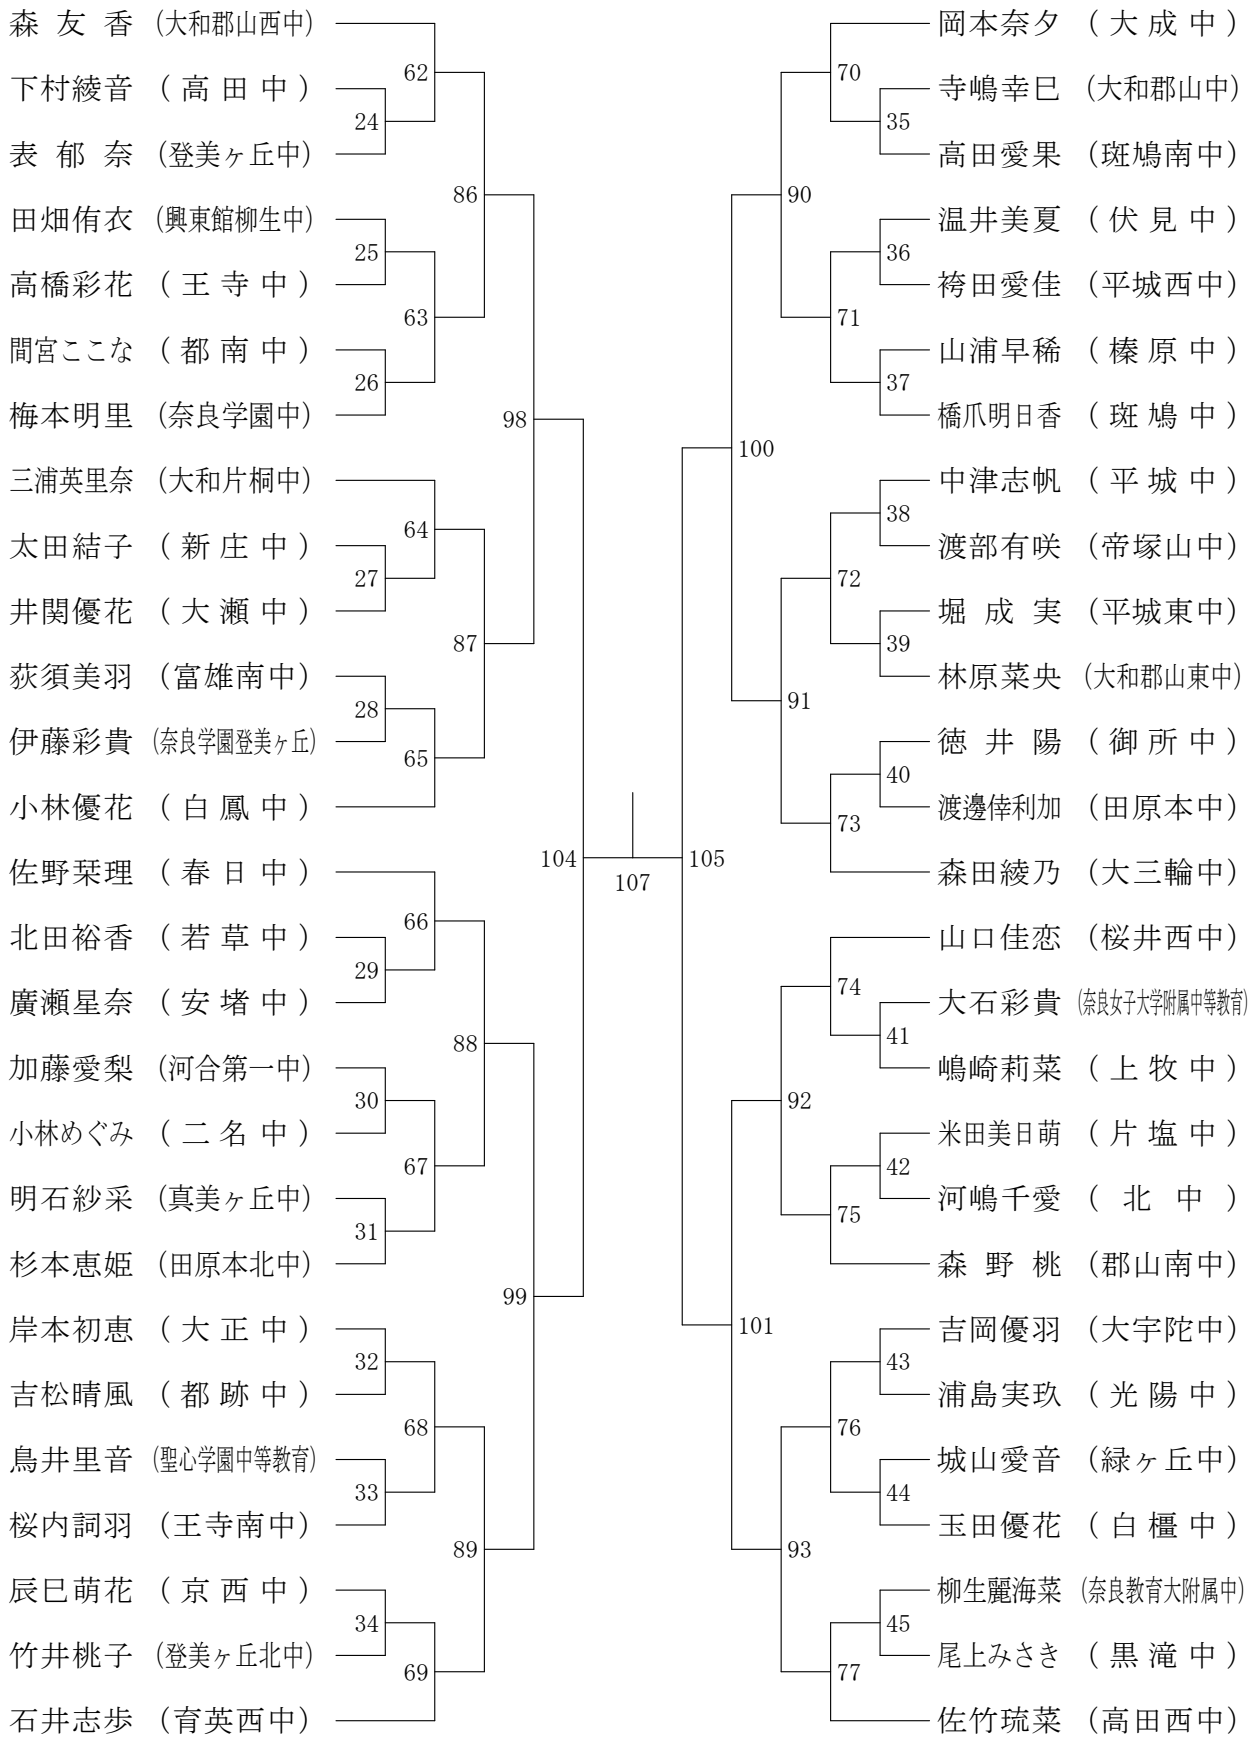 森友香 (大和郡山西中)
62
下村綾音 (高田中)
24
表郁奈 (登美ヶ丘中)
86
田畑侑衣 (興東館柳生中)
25
高橋彩花 (王寺中)
63
間宮ここな (都南中)
26
梅本明里 (奈良学園中)
98
三浦英里奈 (大和片桐中)
64
太田結子 (新庄中)
27
井関優花 (大瀬中)
87
荻須美羽 (富雄南中)
28
伊藤彩貴 (奈良学園登美ヶ丘)
65
小林優花 (白鳳中)
104
佐野栞理 (春日中)
66
北田裕香 (若草中)
29
廣瀬星奈 (安堵中)
88
加藤愛梨 (河合第一中)
30
小林めぐみ (二名中)
67
明石紗采 (真美ヶ丘中)
31
杉本恵姫 (田原本北中)
99
岸本初恵 (大正中)
32
吉松晴風 (都跡中)
68
鳥井里音 (聖心学園中等教育)
33
桜内詞羽 (王寺南中)
89
辰巳萌花 (京西中)
34
竹井桃子 (登美ヶ丘北中)
69
石井志歩 (育英西中)
107
岡本奈夕 (大成中)
70
寺嶋幸巳 (大和郡山中)
35
高田愛果 (斑鳩南中)
90
温井美夏 (伏見中)
36
袴田愛佳 (平城西中)
71
山浦早稀 (榛原中)
37
橋爪明日香 (斑鳩中)
100
中津志帆 (平城中)
38
渡部有咲 (帝塚山中)
72
堀成実 (平城東中)
39
林原菜央 (大和郡山東中)
91
徳井陽 (御所中)
40
渡邊倖利加 (田原本中)
73
105
森田綾乃 (大三輪中)
山口佳恋 (桜井西中)
74
大石彩貴 (奈良女子大学附属中等教育)
41
嶋崎莉菜 (上牧中)
92
米田美日萌 (片塩中)
42
河嶋千愛 (北中)
75
森野桃 (郡山南中)
101
吉岡優羽 (大宇陀中)
43
浦島実玖 (光陽中)
76
城山愛音 (緑ヶ丘中)
44
玉田優花 (白橿中)
93
柳生麗海菜 (奈良教育大附属中)
45
尾上みさき (黒滝中)
77
佐竹琉菜 (高田西中)